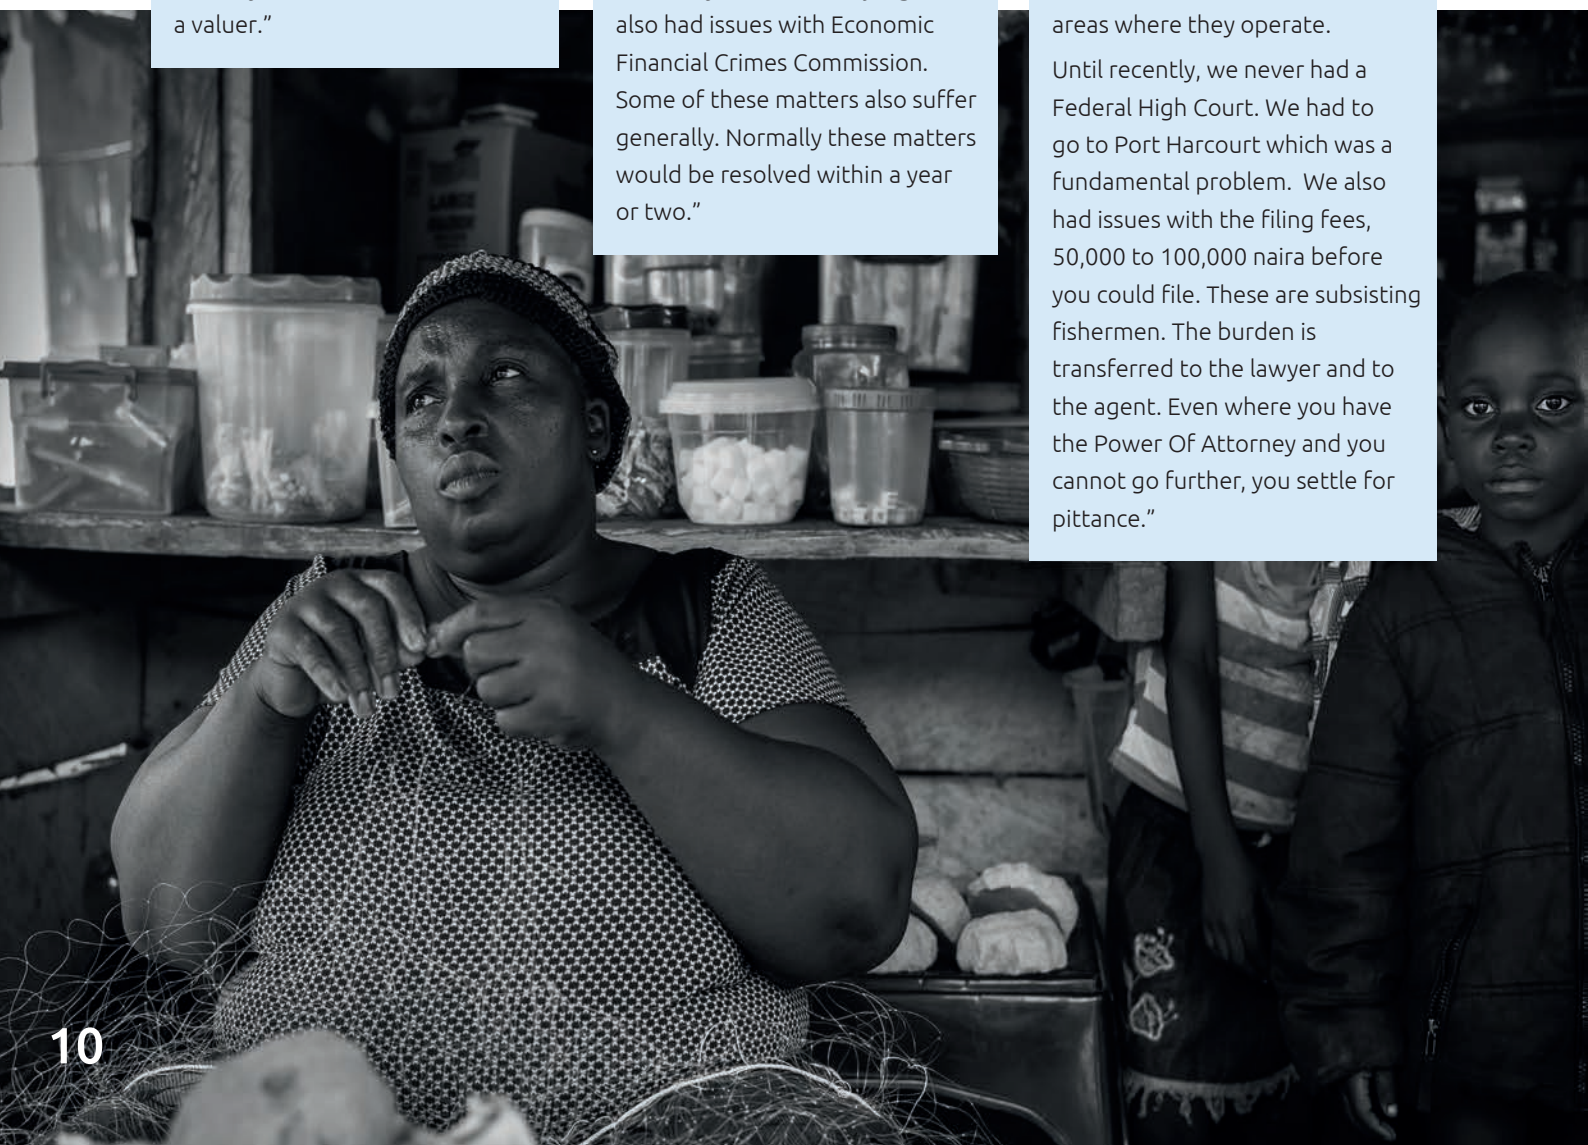 a valuer.”
also had issues with Economic
Financial Crimes Commission.
Some of these matters also suffer
generally. Normally these matters
would be resolved within a year
or two.”
areas where they operate.
Until recently, we never had a
Federal High Court. We had to
go to Port Harcourt which was a
fundamental problem.  We also
had issues with the filing fees,
50,000 to 100,000 naira before
you could file. These are subsisting
fishermen. The burden is
transferred to the lawyer and to
the agent. Even where you have
the Power Of Attorney and you
cannot go further, you settle for
pittance.”
10